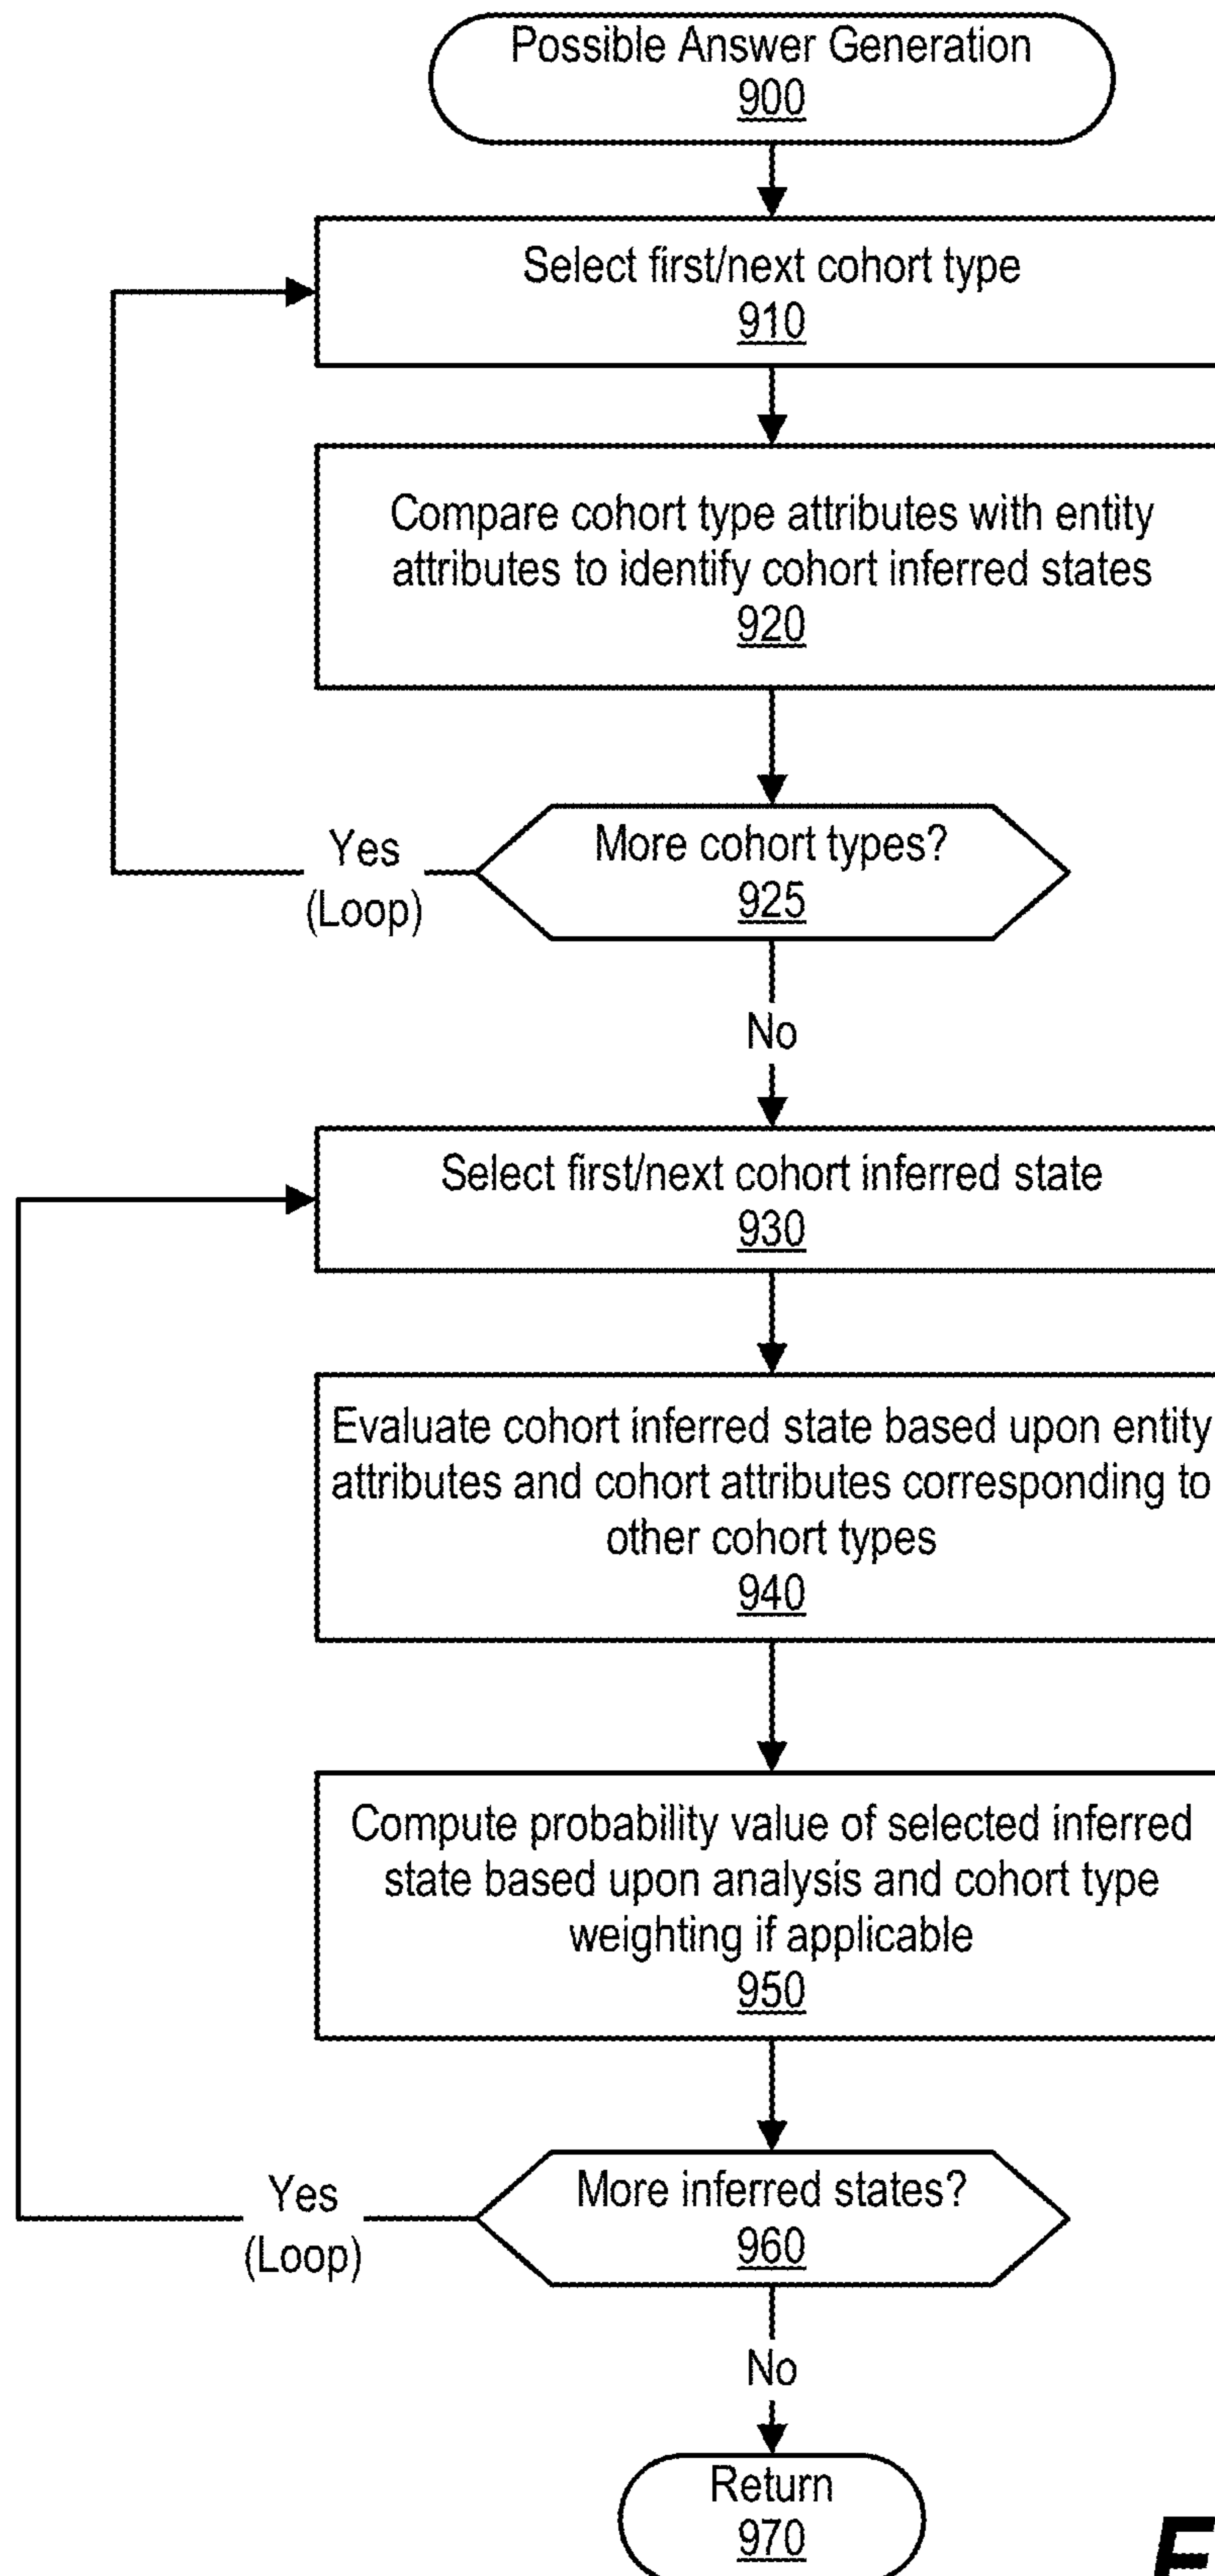 Possible Answer Generation
900
Select first/next cohort type
910
Compare cohort type attributes with entity
attributes to identify cohort inferred states
920
More cohort types?
925
Yes
(Loop)
No
Select first/next cohort inferred state
930
Evaluate cohort inferred state based upon entity
attributes and cohort attributes corresponding to
other cohort types
940
Compute probability value of selected inferred
state based upon analysis and cohort type
weighting if applicable
950
More inferred states?
960
Yes
(Loop)
No
Return
970